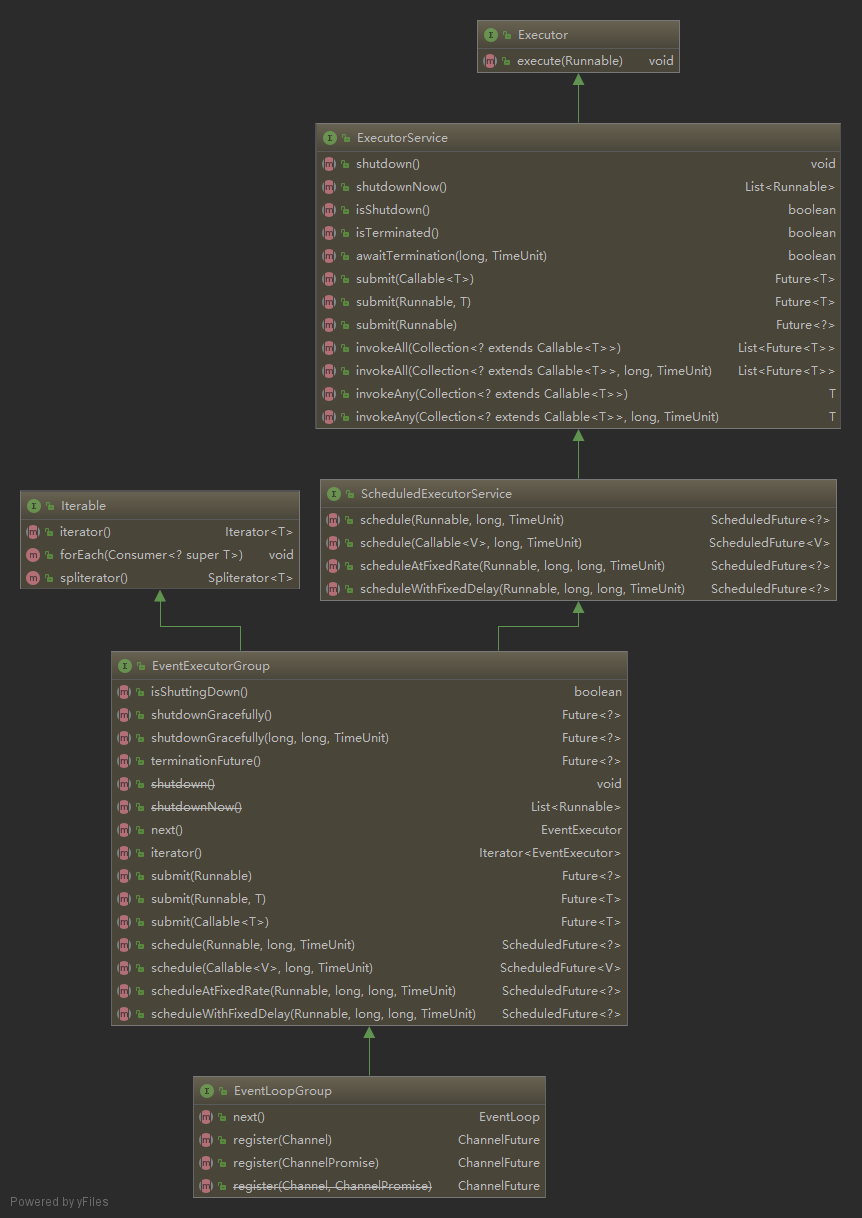 Executor
execute(Runnable) void
ExecutorService
shutdown() void
shutdownNow() List<Runnable>
isShutdown() boolean
isTerminated() boolean
awaitTermination(long, TimeUnit) boolean
submit(Callable<T>) Future<T>
submit(Runnable, T) Future<T>
submit(Runnable) Future<?>
invokeAll(Collection<? extends Callable<T>>) List<Future<T>>
invokeAll(Collection<? extends Callable<T>>, long, TimeUnit) List<Future<T>>
invokeAny(Collection<? extends Callable<T>>) T
invokeAny(Collection<? extends Callable<T>>, long, TimeUnit) T
Iterable
iterator() Iterator<T>
forEach(Consumer<? super T>) void
spliterator() Spliterator<T>
ScheduledExecutorService
schedule(Runnable, long, TimeUnit) ScheduledFuture<?>
schedule(Callable<V>, long, TimeUnit) ScheduledFuture<V>
scheduleAtFixedRate(Runnable, long, long, TimeUnit) ScheduledFuture<?>
scheduleWithFixedDelay(Runnable, long, long, TimeUnit) ScheduledFuture<?>
EventExecutorGroup
isShuttingDown() boolean
shutdownGracefully() Future<?>
shutdownGracefully(long, long, TimeUnit) Future<?>
terminationFuture() Future<?>
shutdown() void
shutdownNow() List<Runnable>
next() EventExecutor
iterator() Iterator<EventExecutor>
submit(Runnable) Future<?>
submit(Runnable, T) Future<T>
submit(Callable<T>) Future<T>
schedule(Runnable, long, TimeUnit) ScheduledFuture<?>
schedule(Callable<V>, long, TimeUnit) ScheduledFuture<V>
scheduleAtFixedRate(Runnable, long, long, TimeUnit) ScheduledFuture<?>
scheduleWithFixedDelay(Runnable, long, long, TimeUnit) ScheduledFuture<?>
EventLoopGroup
next() EventLoop
register(Channel) ChannelFuture
register(ChannelPromise) ChannelFuture
register(Channel, ChannelPromise) ChannelFuture
Powered by yFiles